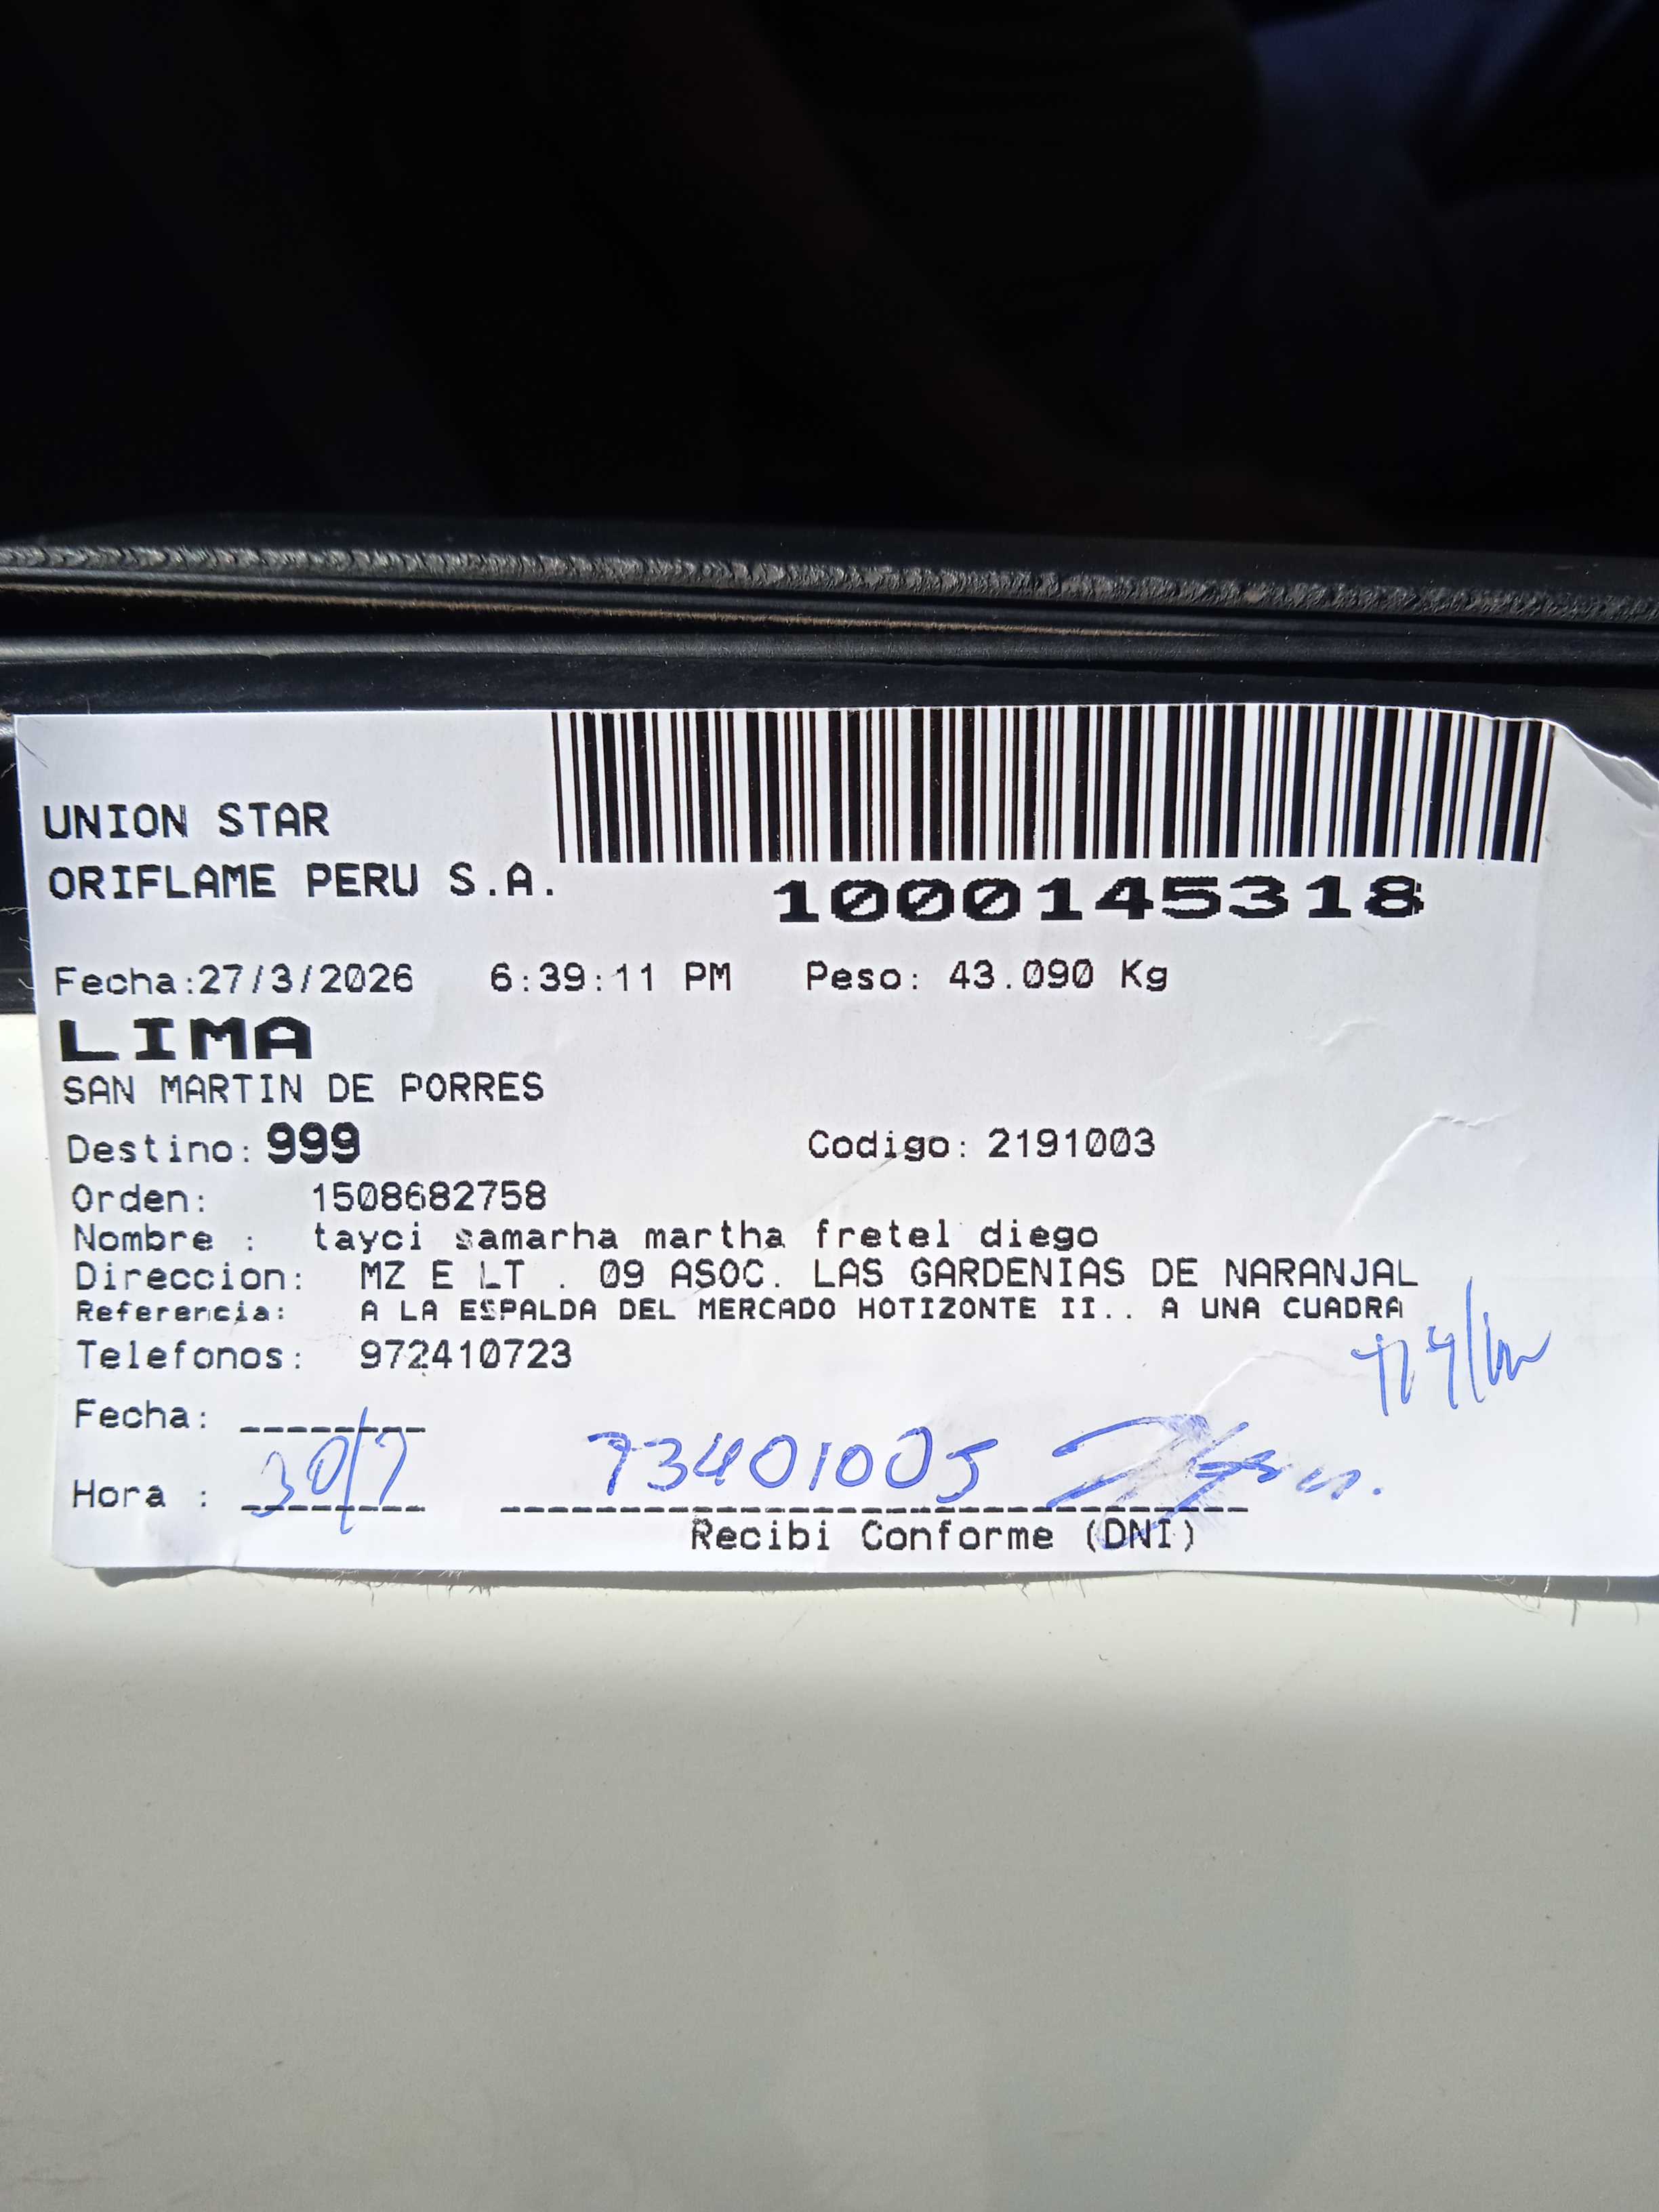 UNION STAR
ORIFLAME PERU S.A.
1000145318
Fecha:27/3/2026 6:39:11 PM Peso: 43.090 Kg
LIMA
SAN MARTIN DE PORRES
Destino: 999 Codigo: 2191003
Orden: 1508682758
Nombre : tayci samarha martha fretel diego
Direccion: MZ E LT . 09 ASOC. LAS GARDENIAS DE NARANJAL
Referencia: A LA ESPALDA DEL MERCADO HOTIZONTE II.. A UNA CUADRA
Telefonos: 972410723
Fecha:
30/7 73401005
Hora :
Recibi Conforme (DNI)